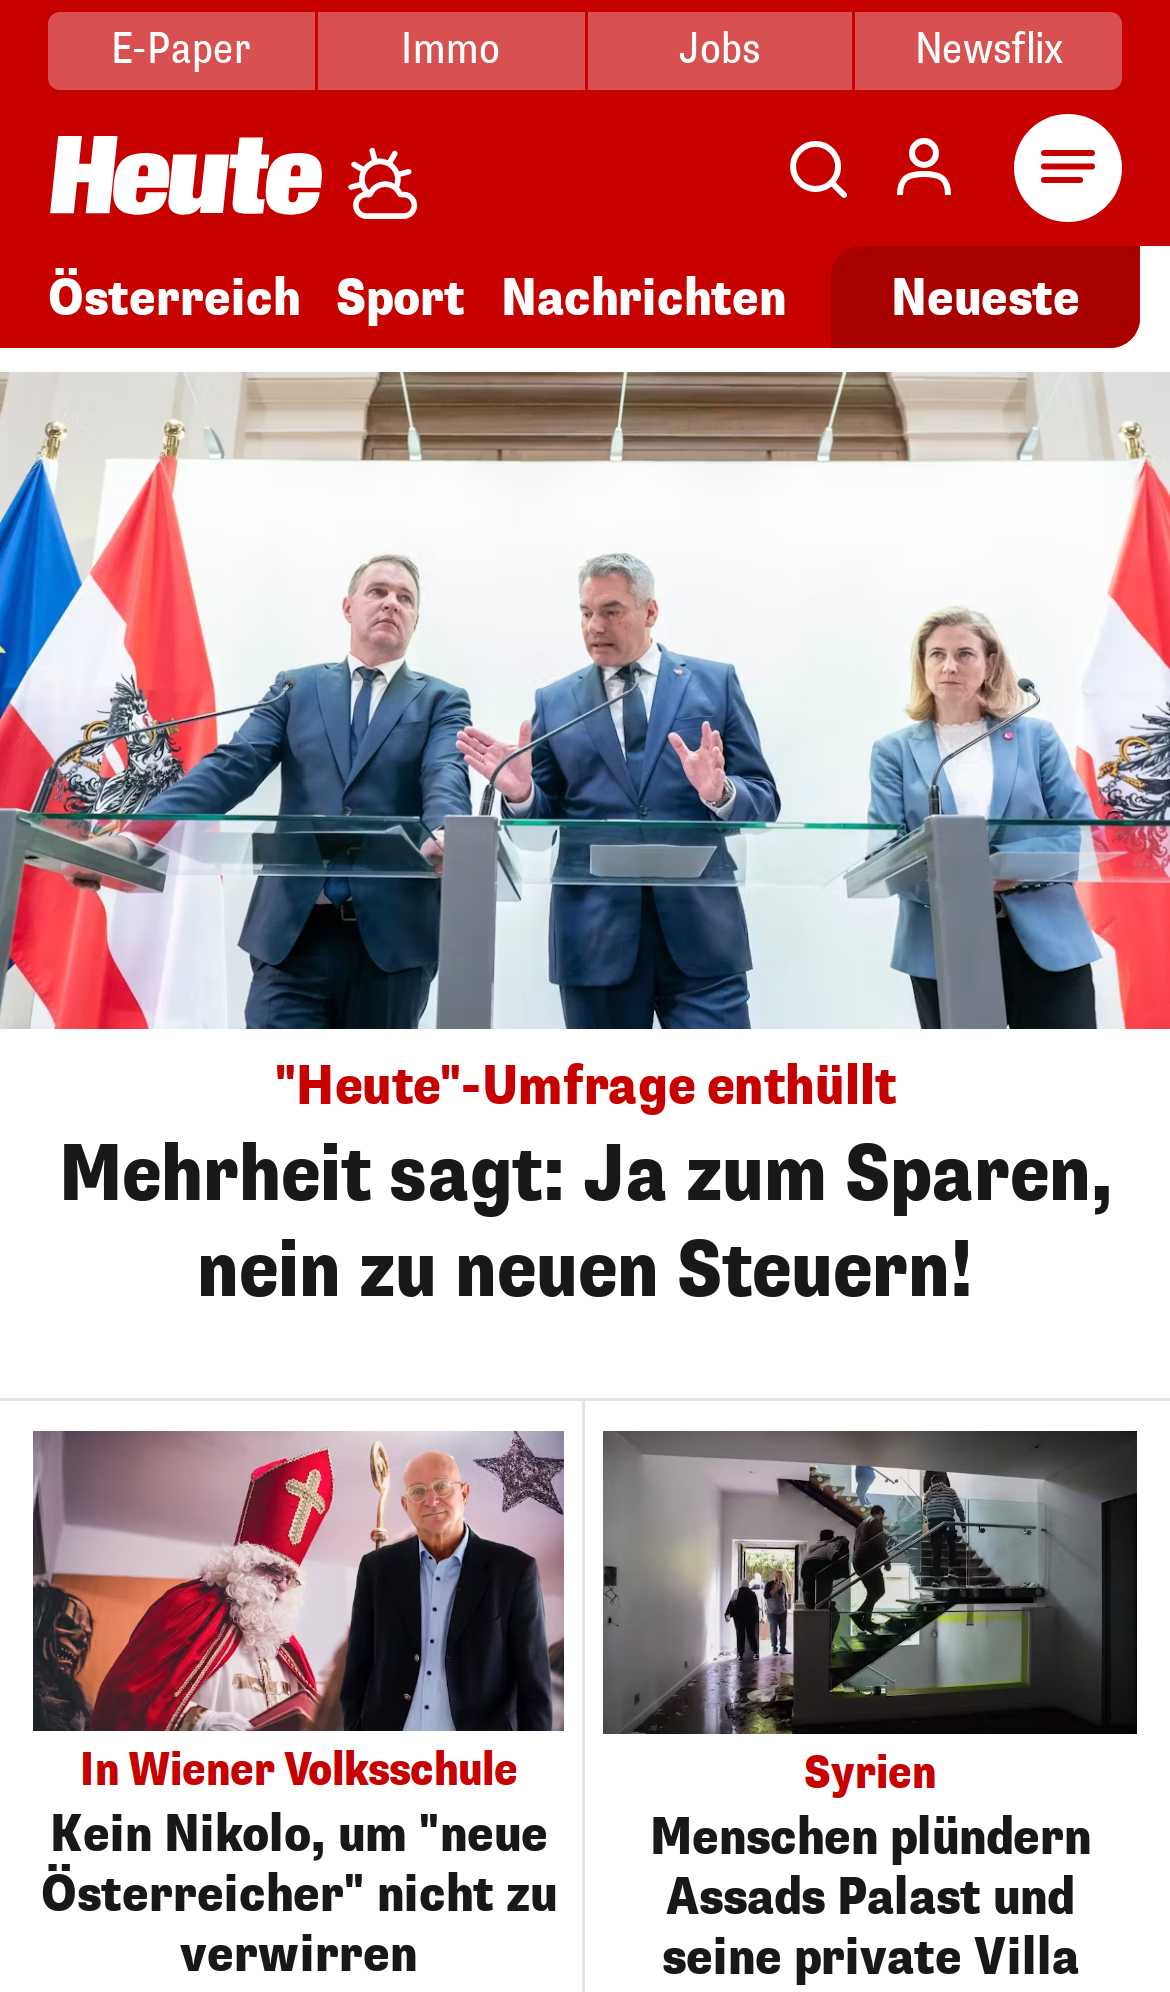 E-Paper
Immo
Jobs
Newsflix
Heute
Österreich
Sport
Nachrichten
Neueste
"Heute"-Umfrage enthüllt
Mehrheit sagt: Ja zum Sparen,
nein zu neuen Steuern!
In Wiener Volksschule
Kein Nikolo, um "neue
Österreicher" nicht zu
verwirren
Syrien
Menschen plündern
Assads Palast und
seine private Villa